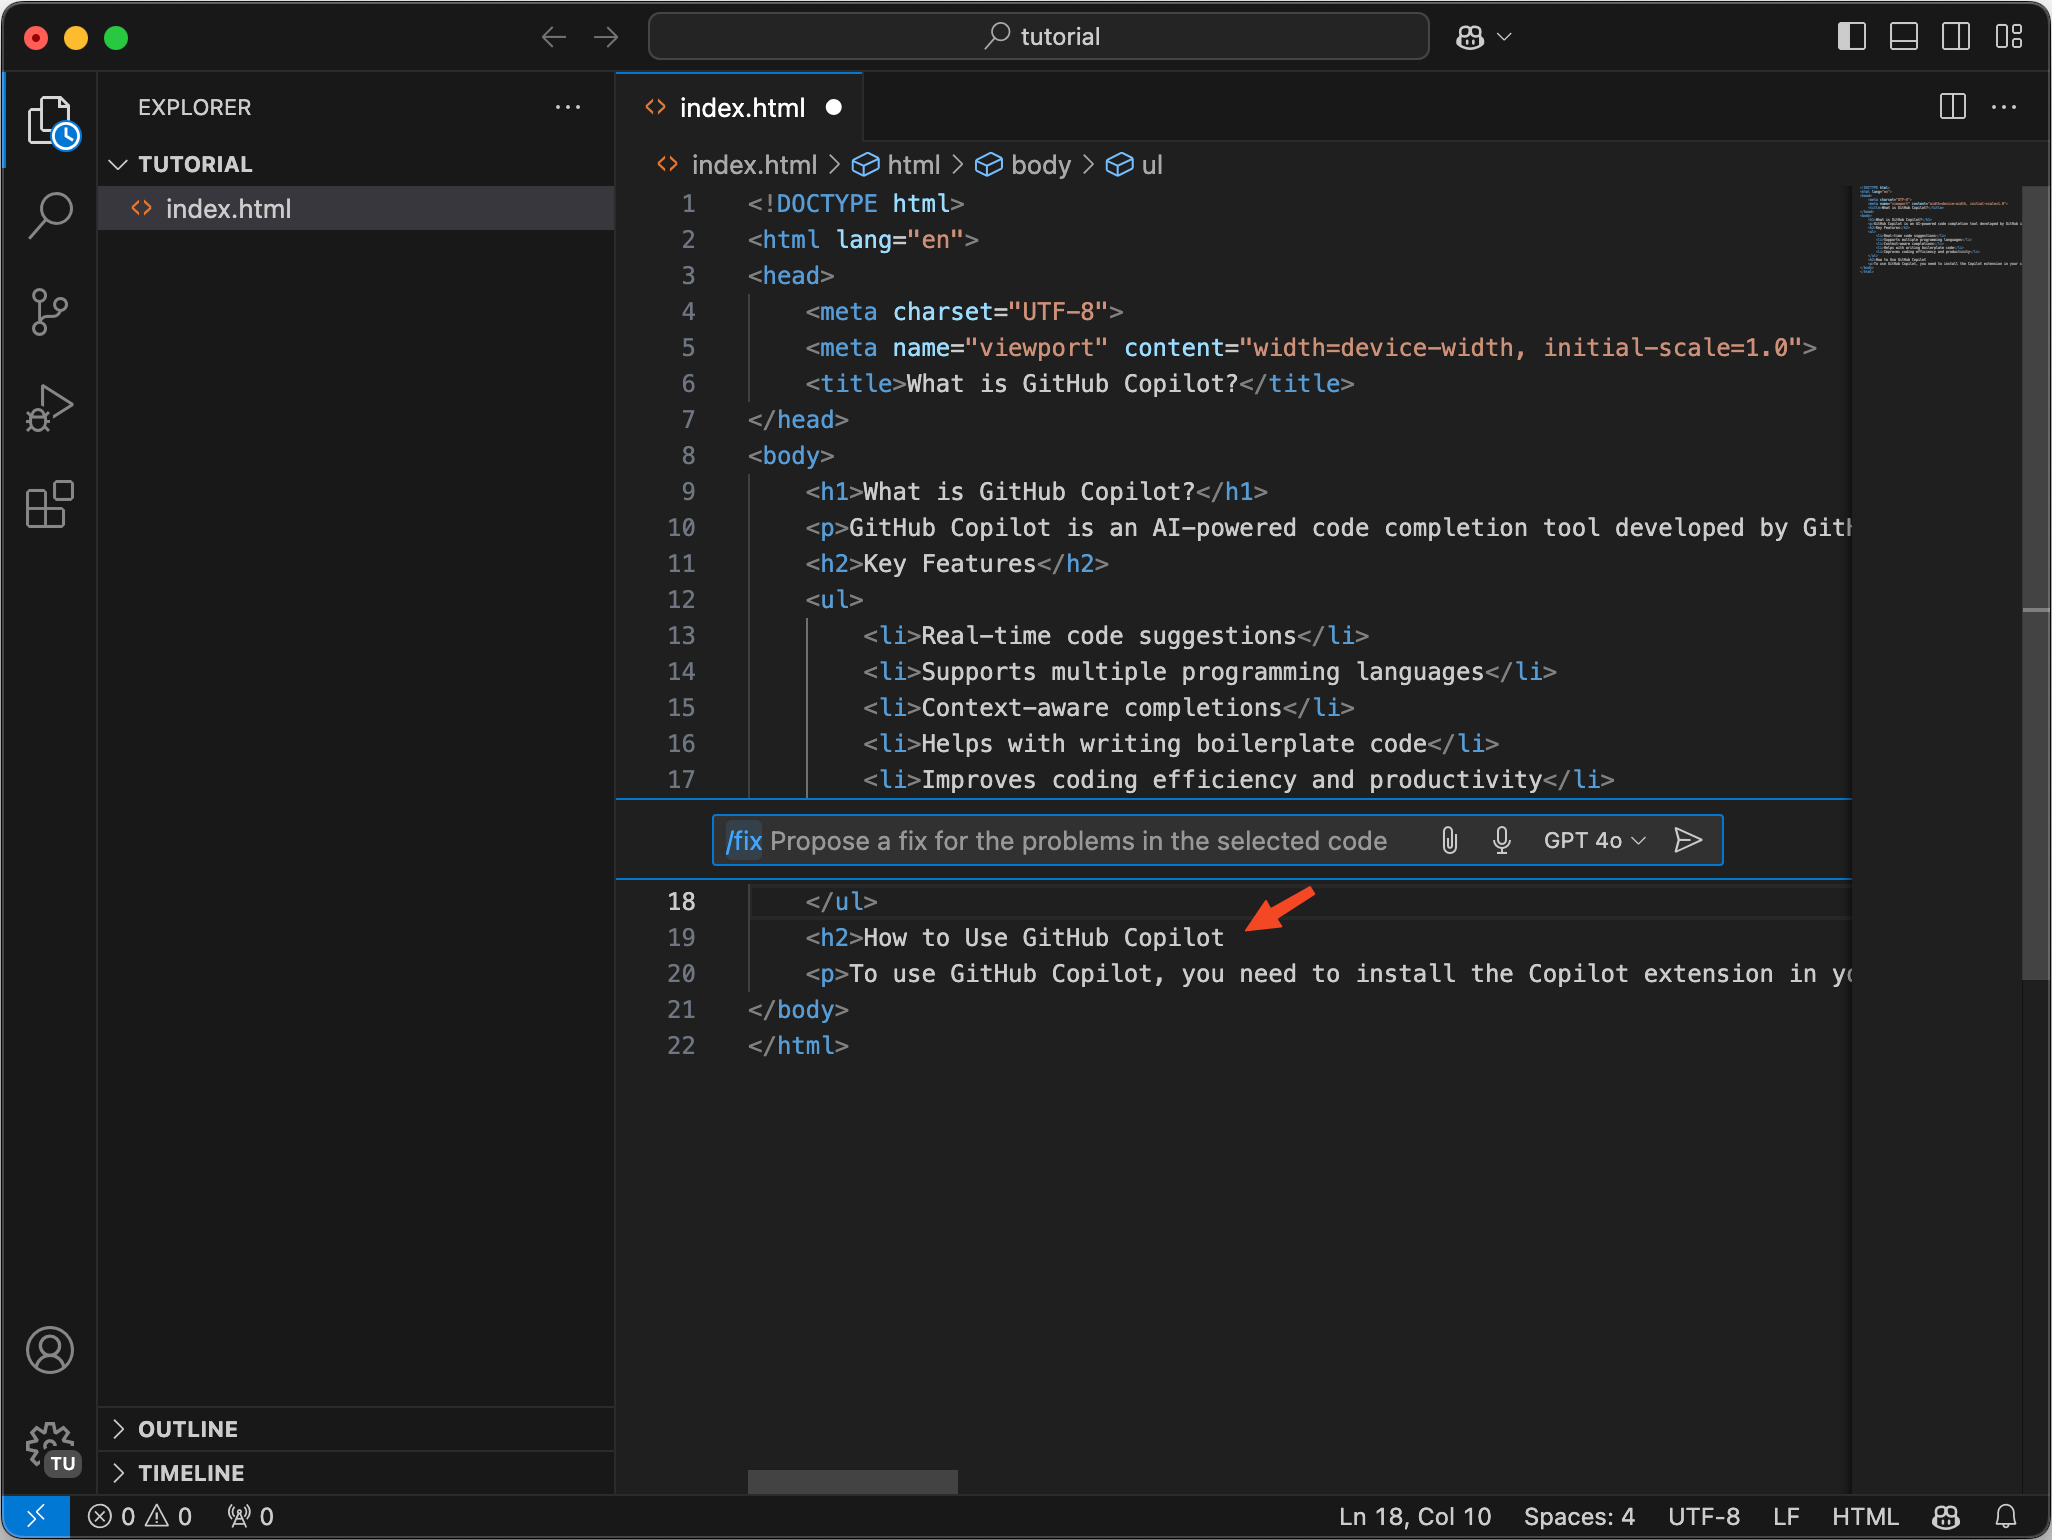 tutorial
EXPLORER
TUTORIAL
index.html
index.html
index.html > html > body > ul
1 <!DOCTYPE html>
2 <html lang="en">
3 <head>
4 <meta charset="UTF-8">
5 <meta name="viewport" content="width=device-width, initial-scale=1.0">
6 <title>What is GitHub Copilot?</title>
7 </head>
8 <body>
9 <h1>What is GitHub Copilot?</h1>
10 <p>GitHub Copilot is an AI-powered code completion tool developed by GitH
11 <h2>Key Features</h2>
12 <ul>
13 <li>Real-time code suggestions</li>
14 <li>Supports multiple programming languages</li>
15 <li>Context-aware completions</li>
16 <li>Helps with writing boilerplate code</li>
17 <li>Improves coding efficiency and productivity</li>
/fix Propose a fix for the problems in the selected code GPT 4o
18 </ul>
19 <h2>How to Use GitHub Copilot
20 <p>To use GitHub Copilot, you need to install the Copilot extension in yo
21 </body>
22 </html>
OUTLINE
TIMELINE
TU
0 0 0
Ln 18, Col 10 Spaces: 4 UTF-8 LF HTML